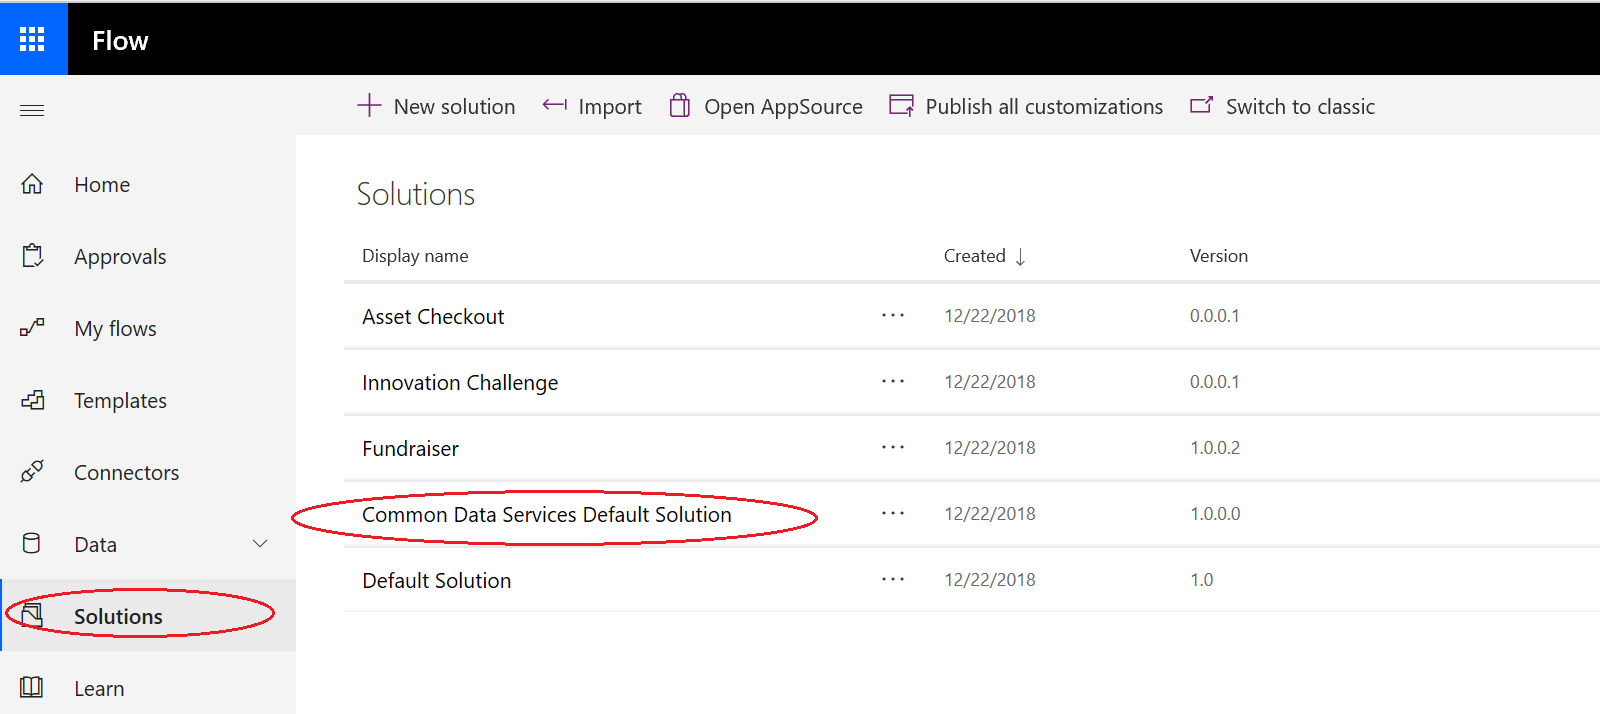 Flow
New solution Import Open AppSource Publish all customizations Switch to classic
Home
Approvals
My flows
Templates
Connectors
Data
Solutions
Learn
Solutions
Display name Created Version
Asset Checkout 12/22/2018 0.0.0.1
Innovation Challenge 12/22/2018 0.0.0.1
Fundraiser 12/22/2018 1.0.0.2
Common Data Services Default Solution 12/22/2018 1.0.0.0
Default Solution 12/22/2018 1.0